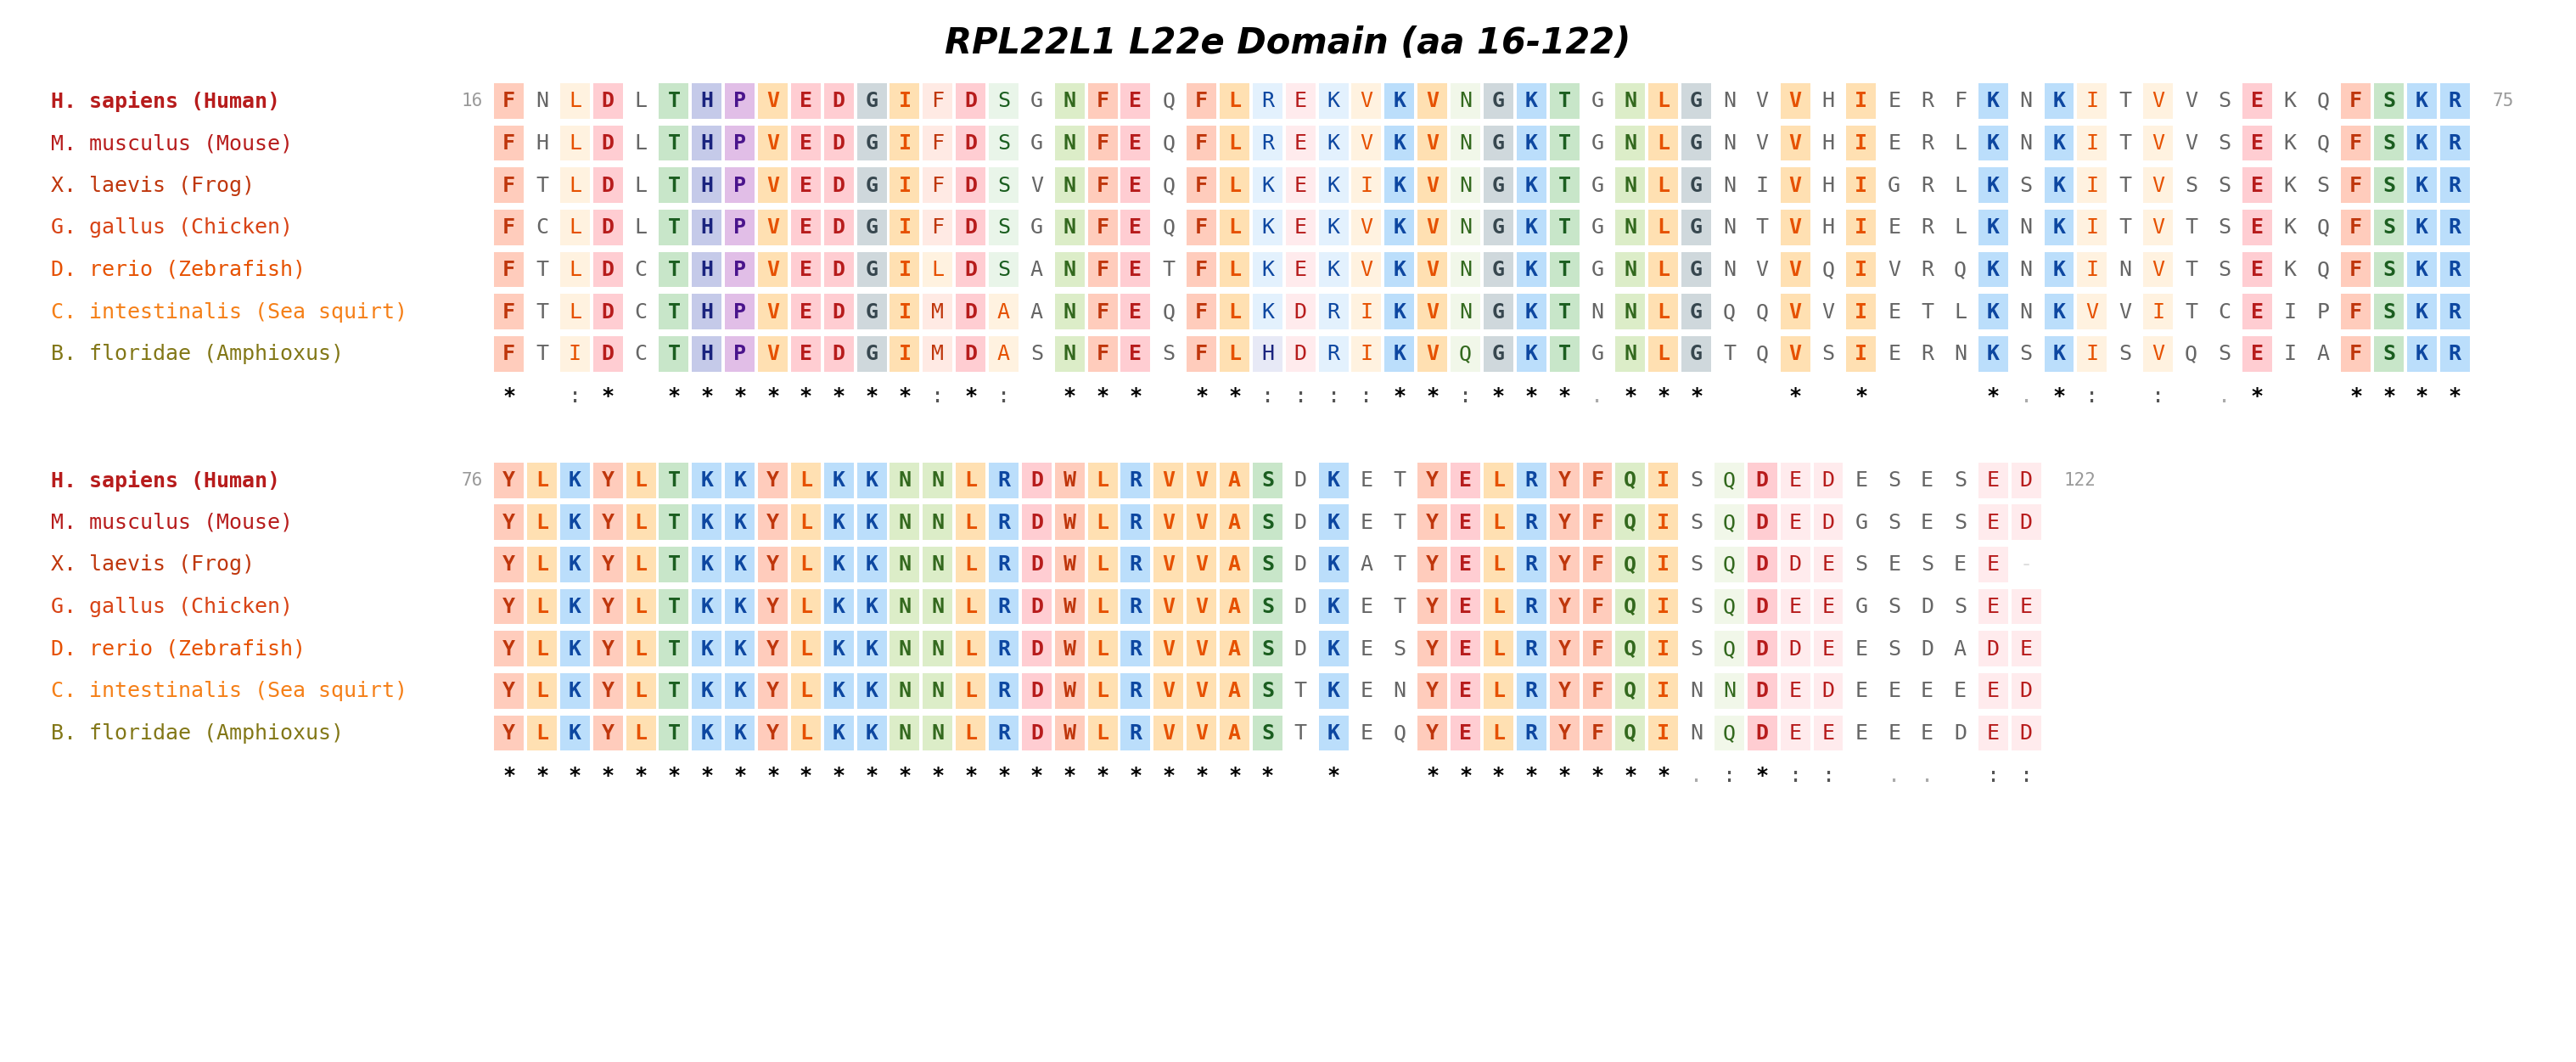 RPL22L1 L22e Domain (aa 16-122)
H. sapiens (Human) 16 F N L D L T H P V E D G I F D S G N F E Q F L R E K V K V N G K T G N L G N V V H I E R F K N K I T V V S E K Q F S K R 75
M. musculus (Mouse) F H L D L T H P V E D G I F D S G N F E Q F L R E K V K V N G K T G N L G N V V H I E R L K N K I T V V S E K Q F S K R
X. laevis (Frog) F T L D L T H P V E D G I F D S V N F E Q F L K E K I K V N G K T G N L G N I V H I G R L K S K I T V S S E K S F S K R
G. gallus (Chicken) F C L D L T H P V E D G I F D S G N F E Q F L K E K V K V N G K T G N L G N T V H I E R L K N K I T V T S E K Q F S K R
D. rerio (Zebrafish) F T L D C T H P V E D G I L D S A N F E T F L K E K V K V N G K T G N L G N V V Q I V R Q K N K I N V T S E K Q F S K R
C. intestinalis (Sea squirt) F T L D C T H P V E D G I M D A A N F E Q F L K D R I K V N G K T N N L G Q Q V V I E T L K N K V V I T C E I P F S K R
B. floridae (Amphioxus) F T I D C T H P V E D G I M D A S N F E S F L H D R I K V Q G K T G N L G T Q V S I E R N K S K I S V Q S E I A F S K R
* : * * * * * * * * * : * : * * * * * : : : : * * : * * * . * * * * * * . * : : . * * * * *
H. sapiens (Human) 76 Y L K Y L T K K Y L K K N N L R D W L R V V A S D K E T Y E L R Y F Q I S Q D E D E S E S E D 122
M. musculus (Mouse) Y L K Y L T K K Y L K K N N L R D W L R V V A S D K E T Y E L R Y F Q I S Q D E D G S E S E D
X. laevis (Frog) Y L K Y L T K K Y L K K N N L R D W L R V V A S D K A T Y E L R Y F Q I S Q D D E S E S E E -
G. gallus (Chicken) Y L K Y L T K K Y L K K N N L R D W L R V V A S D K E T Y E L R Y F Q I S Q D E E G S D S E E
D. rerio (Zebrafish) Y L K Y L T K K Y L K K N N L R D W L R V V A S D K E S Y E L R Y F Q I S Q D D E E S D A D E
C. intestinalis (Sea squirt) Y L K Y L T K K Y L K K N N L R D W L R V V A S T K E N Y E L R Y F Q I N N D E D E E E E E D
B. floridae (Amphioxus) Y L K Y L T K K Y L K K N N L R D W L R V V A S T K E Q Y E L R Y F Q I N Q D E E E E E D E D
* * * * * * * * * * * * * * * * * * * * * * * * * * * * * * * * * . : * : : . . : :